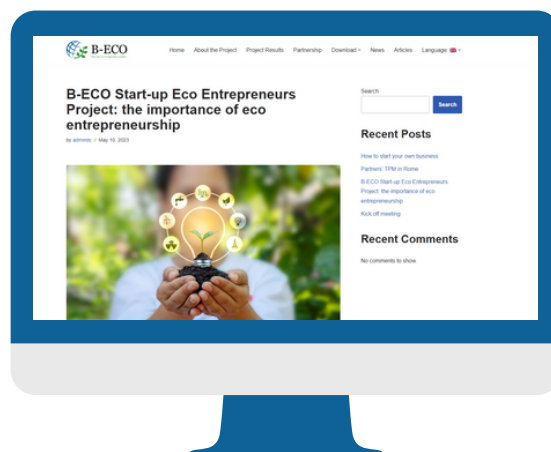 B-ECO
Home About the Project Project Results Partnership Download News Articles Language
B-ECO Start-up Eco Entrepreneurs
Project: the importance of eco
entrepreneurship
by adminst / May 10, 2023
Search
Search
Recent Posts
How to start your own business
Partners' TPM in Rome
B-ECO Start-up Eco Entrepreneurs
Project: the importance of eco
entrepreneurship
Kick off meeting
Recent Comments
No comments to show.